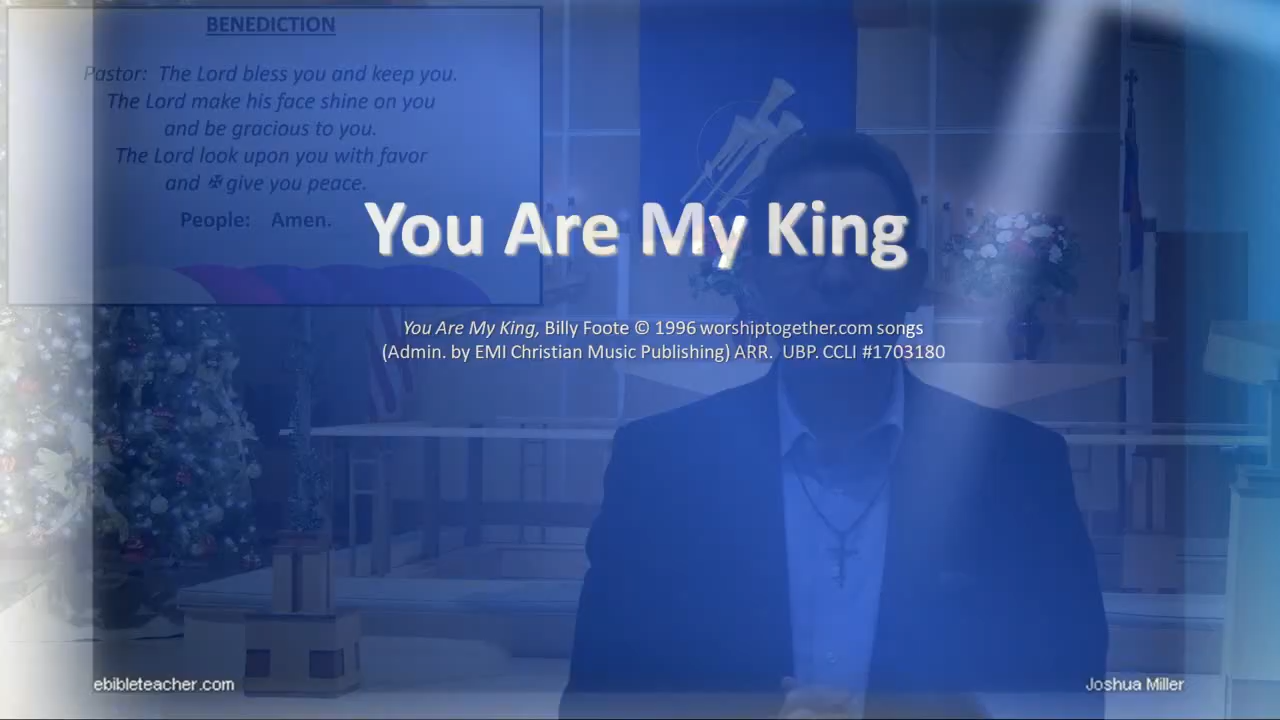 BENEDICTION
Pastor: The Lord bless you and keep you.
The Lord make his face shine on you
and be gracious to you.
The Lord look upon you with favor
and ✠ give you peace.
People: Amen.
You Are My King
You Are My King, Billy Foote © 1996 worshiptogether.com songs
(Admin. by EMI Christian Music Publishing) ARR. UBP. CCLI #1703180
ebibleteacher.com
Joshua Miller